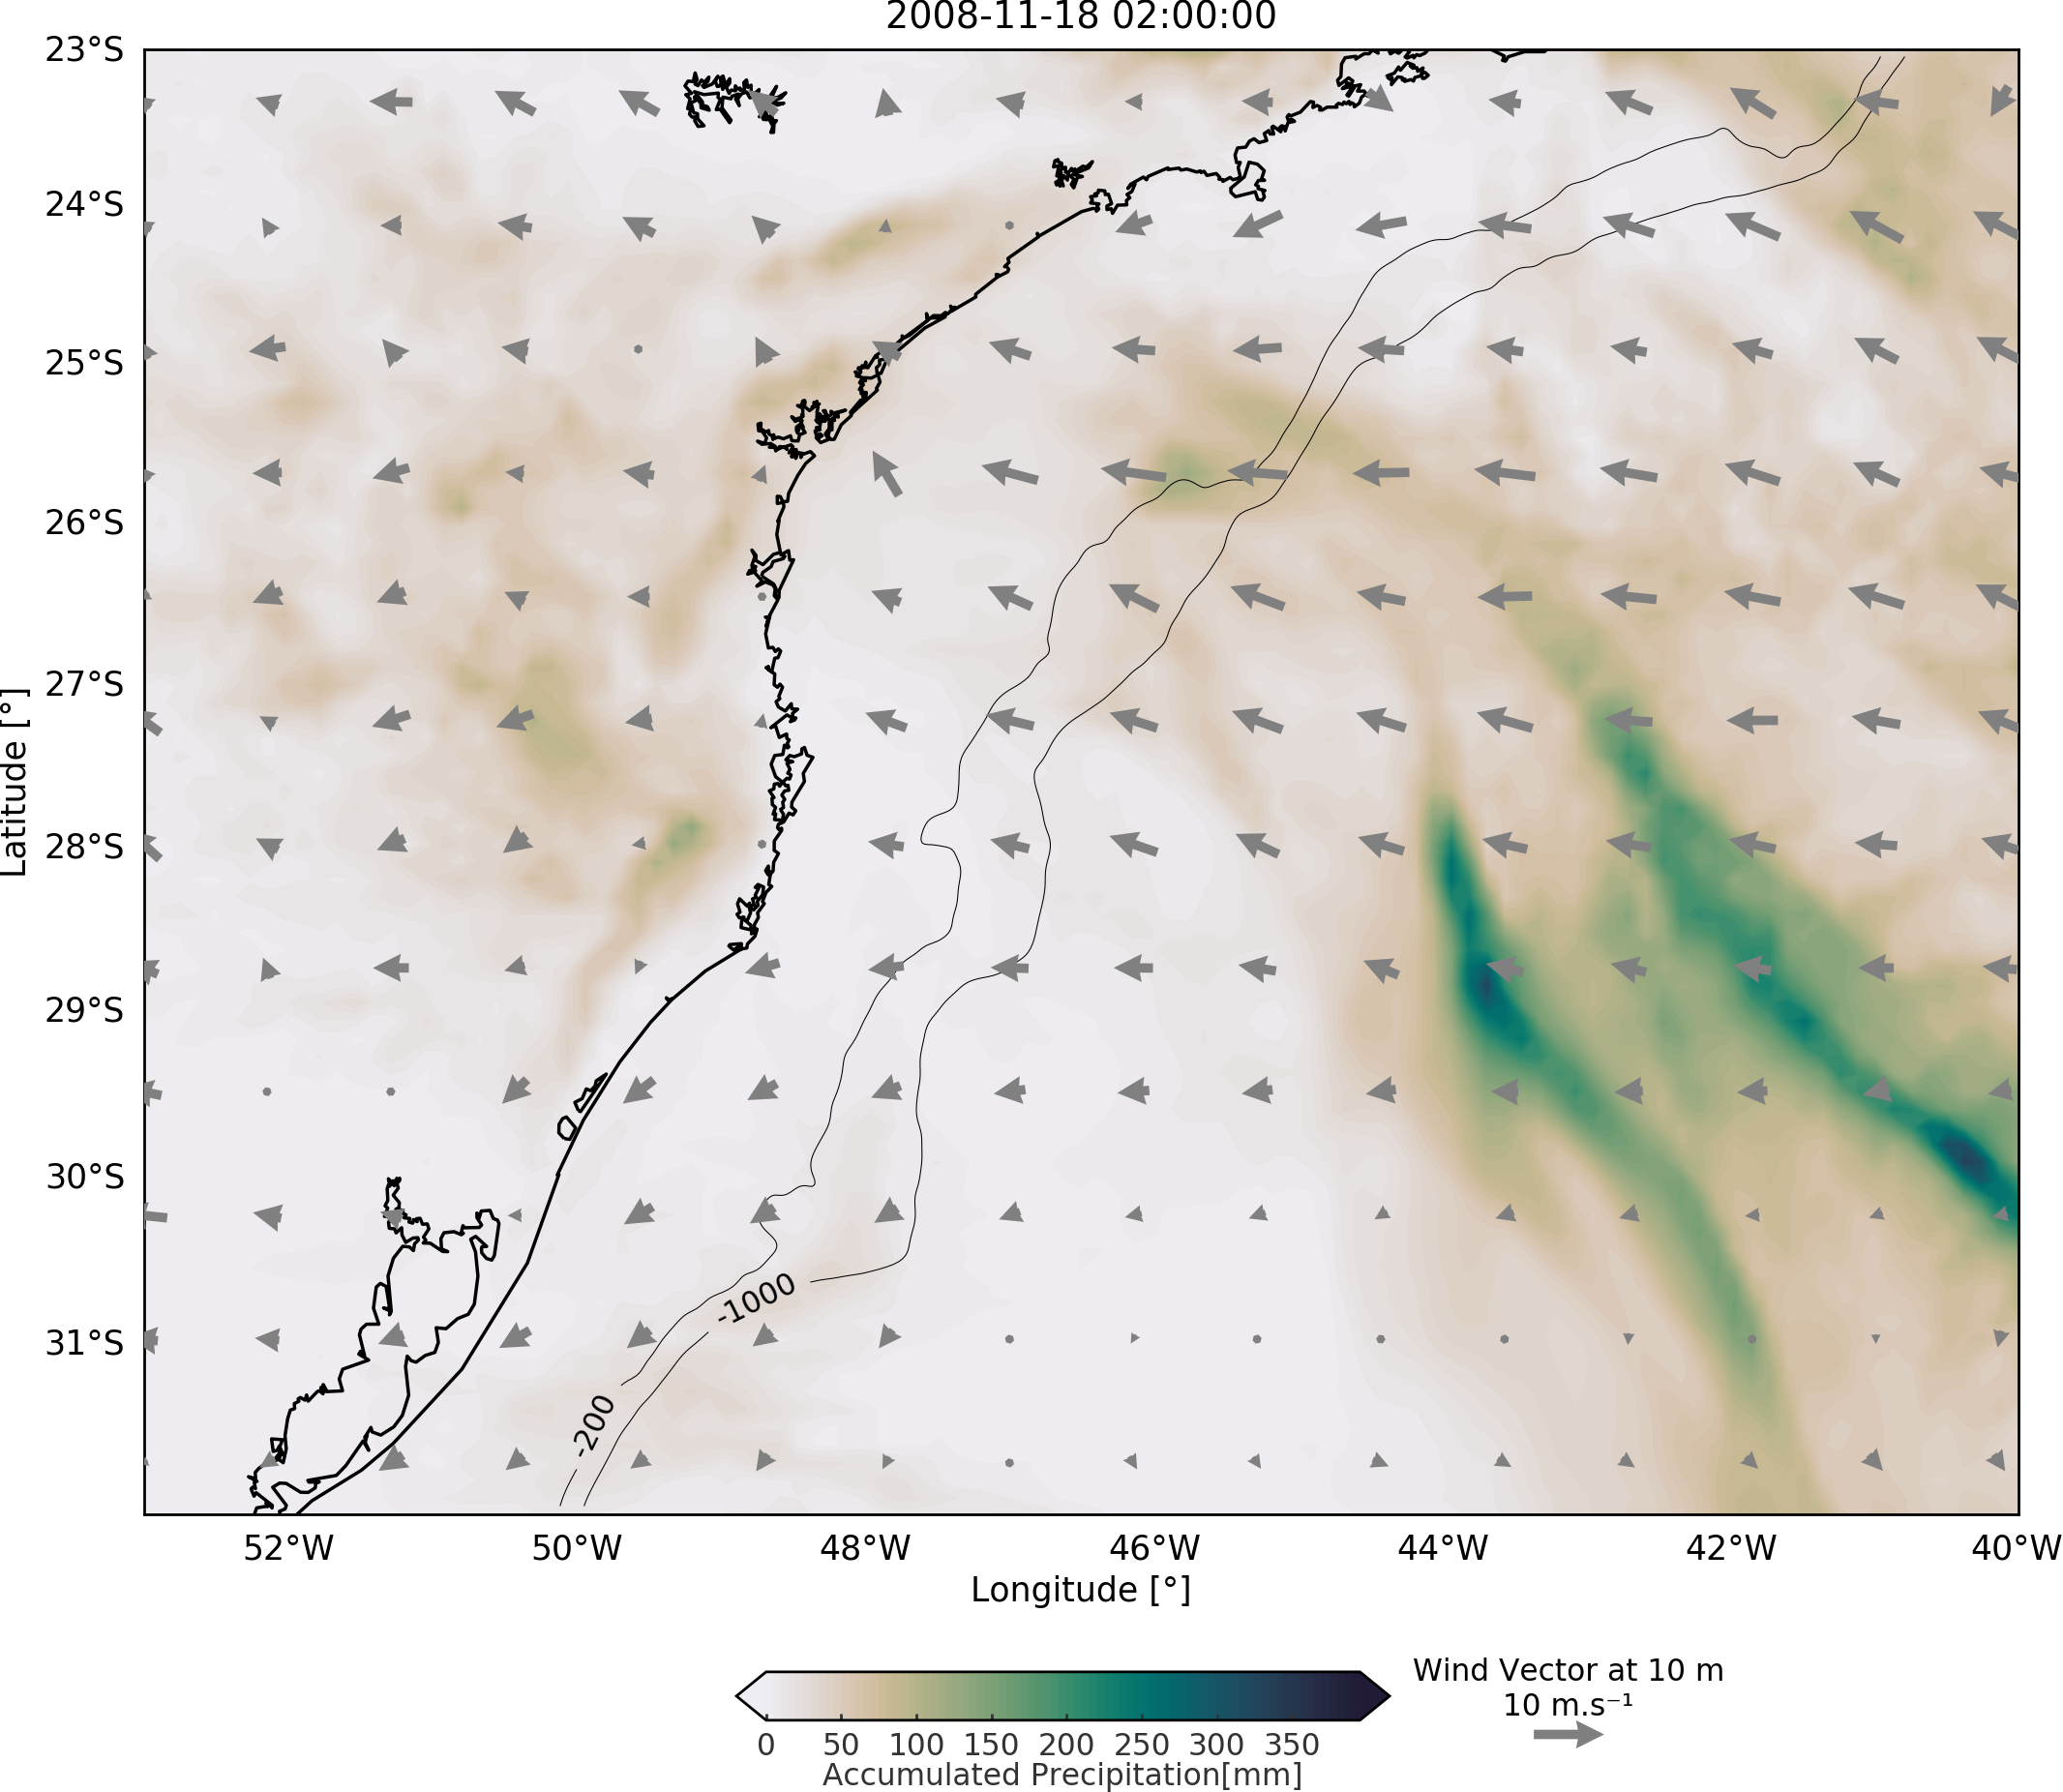 2008-11-18 02:00:00
23°S
24°S
25°S
26°S
27°S
28°S
29°S
30°S
31°S
Latitude [°]
-1000
-200
52°W
50°W
48°W
46°W
44°W
42°W
40°W
Longitude [°]
Wind Vector at 10 m
10 m.s⁻¹
0
50
100
150
200
250
300
350
Accumulated Precipitation[mm]